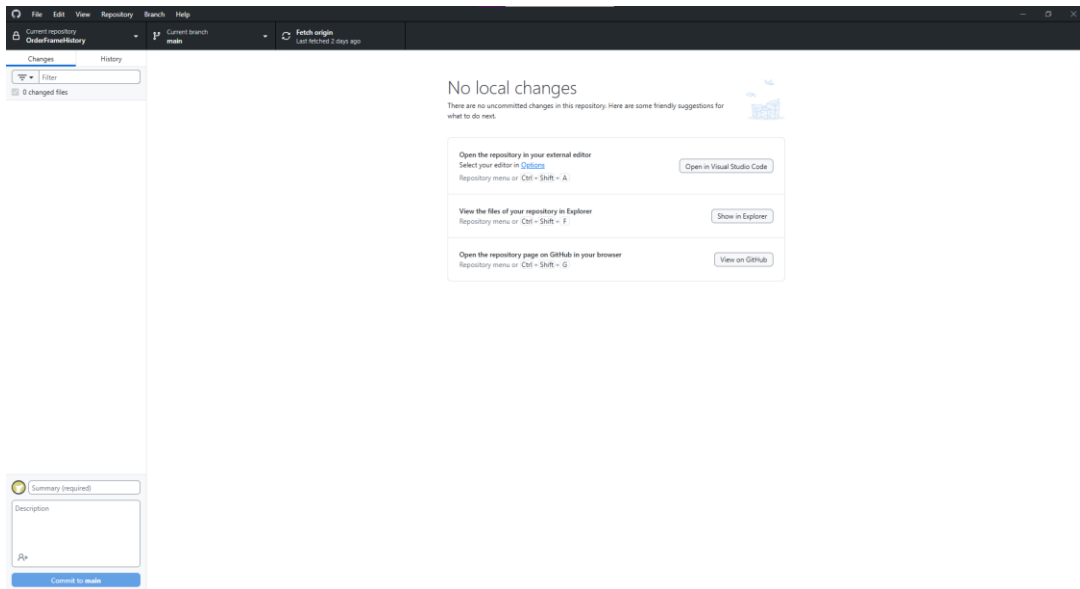 File Edit View Repository Branch Help
Current repository
OrderFrameHistory
Current branch
main
Fetch origin
Last fetched 2 days ago
Changes History
Filter
0 changed files
No local changes
There are no uncommitted changes in this repository. Here are some friendly suggestions for
what to do next.
Open the repository in your external editor
Select your editor in Options
Repository menu or Ctrl + Shift + A
Open in Visual Studio Code
View the files of your repository in Explorer
Repository menu or Ctrl + Shift + F
Show in Explorer
Open the repository page on GitHub in your browser
Repository menu or Ctrl + Shift + G
View on GitHub
Summary (required)
Description
Commit to main